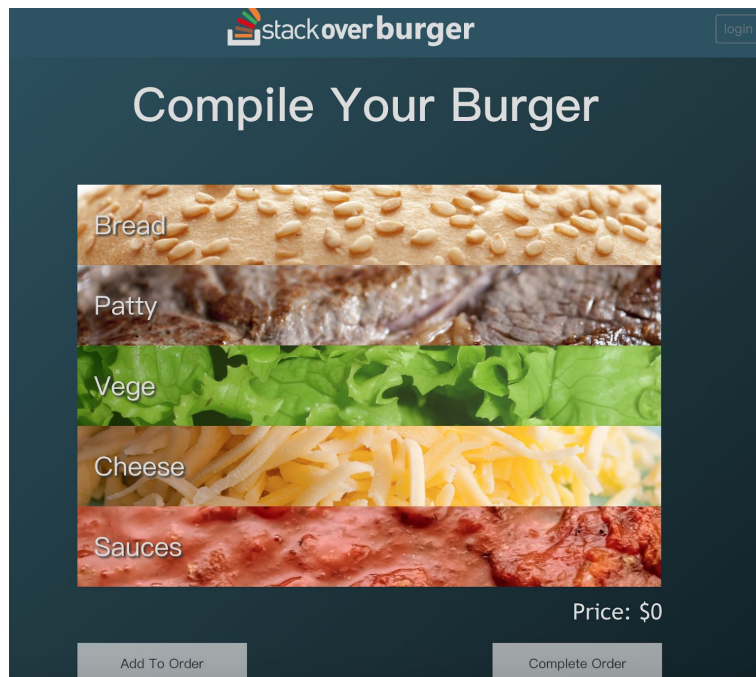 stackoverburger
login
Compile Your Burger
Bread
Patty
Vege
Cheese
Sauces
Price: $0
Add To Order
Complete Order